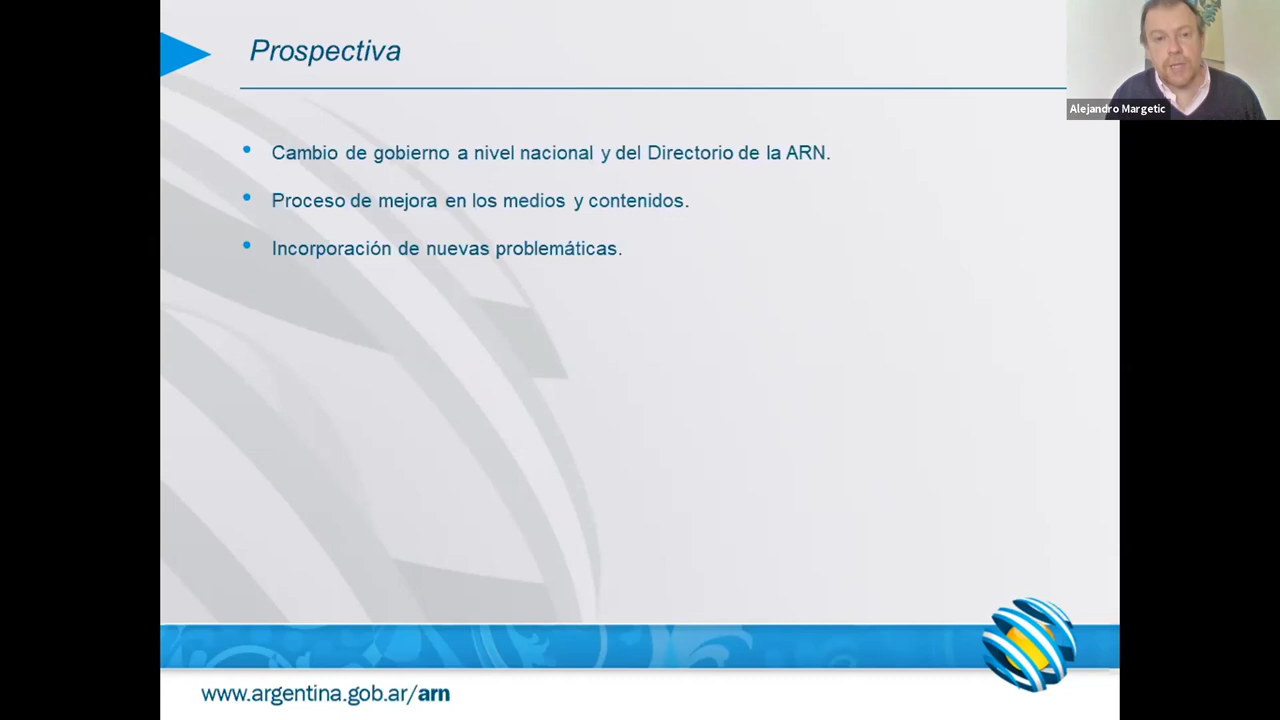 Prospectiva
Alejandro Margetic
• Cambio de gobierno a nivel nacional y del Directorio de la ARN.
• Proceso de mejora en los medios y contenidos.
• Incorporación de nuevas problemáticas.
www.argentina.gob.ar/arn